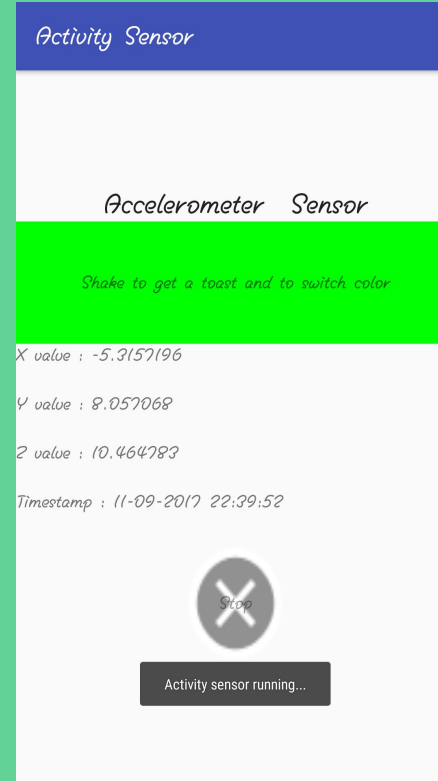 Activity Sensor
Accelerometer Sensor
Shake to get a toast and to switch color
X value : -5.3157196
Y value : 8.057068
Z value : 10.464783
Timestamp : 11-09-2017 22:39:52
Stop
Activity sensor running...